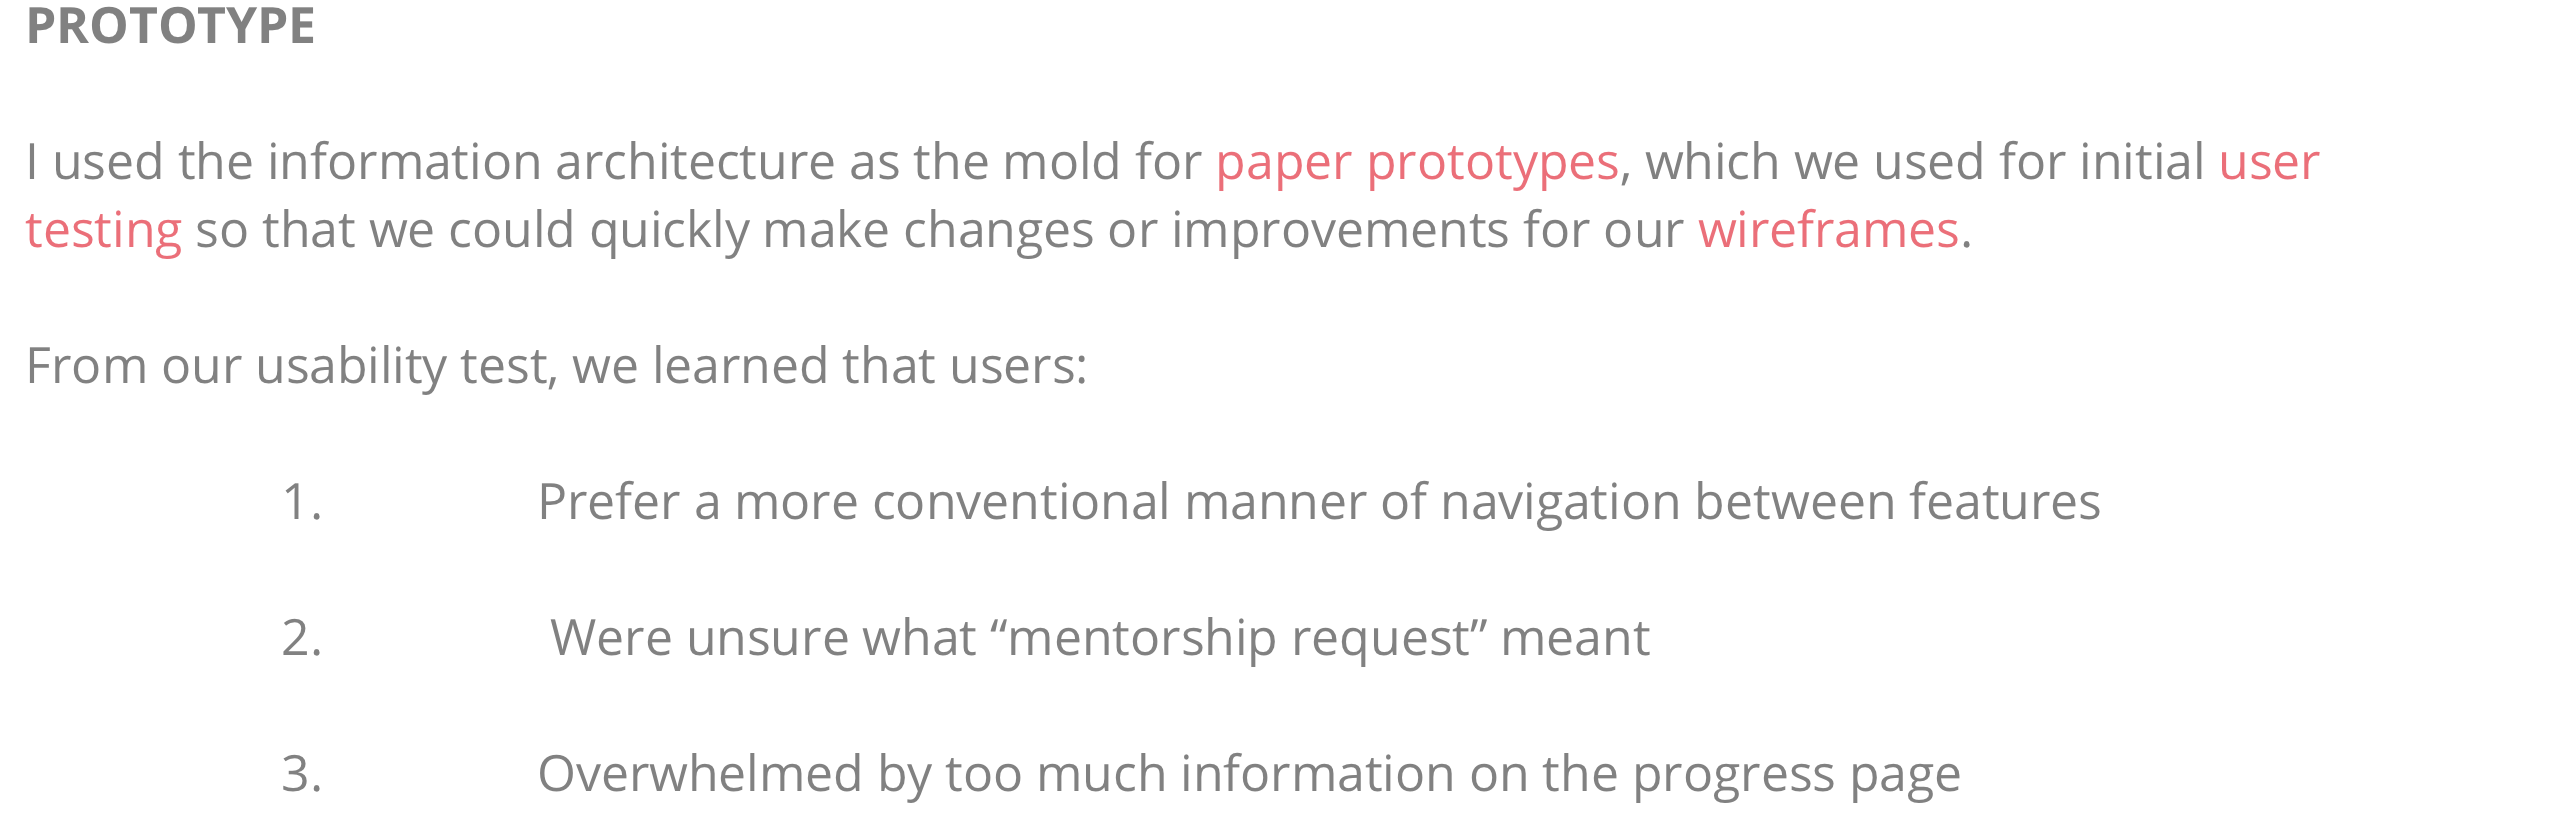 PROTOTYPE
I used the information architecture as the mold for paper prototypes, which we used for initial user
testing so that we could quickly make changes or improvements for our wireframes.
From our usability test, we learned that users:
1. Prefer a more conventional manner of navigation between features
2. Were unsure what “mentorship request” meant
3. Overwhelmed by too much information on the progress page